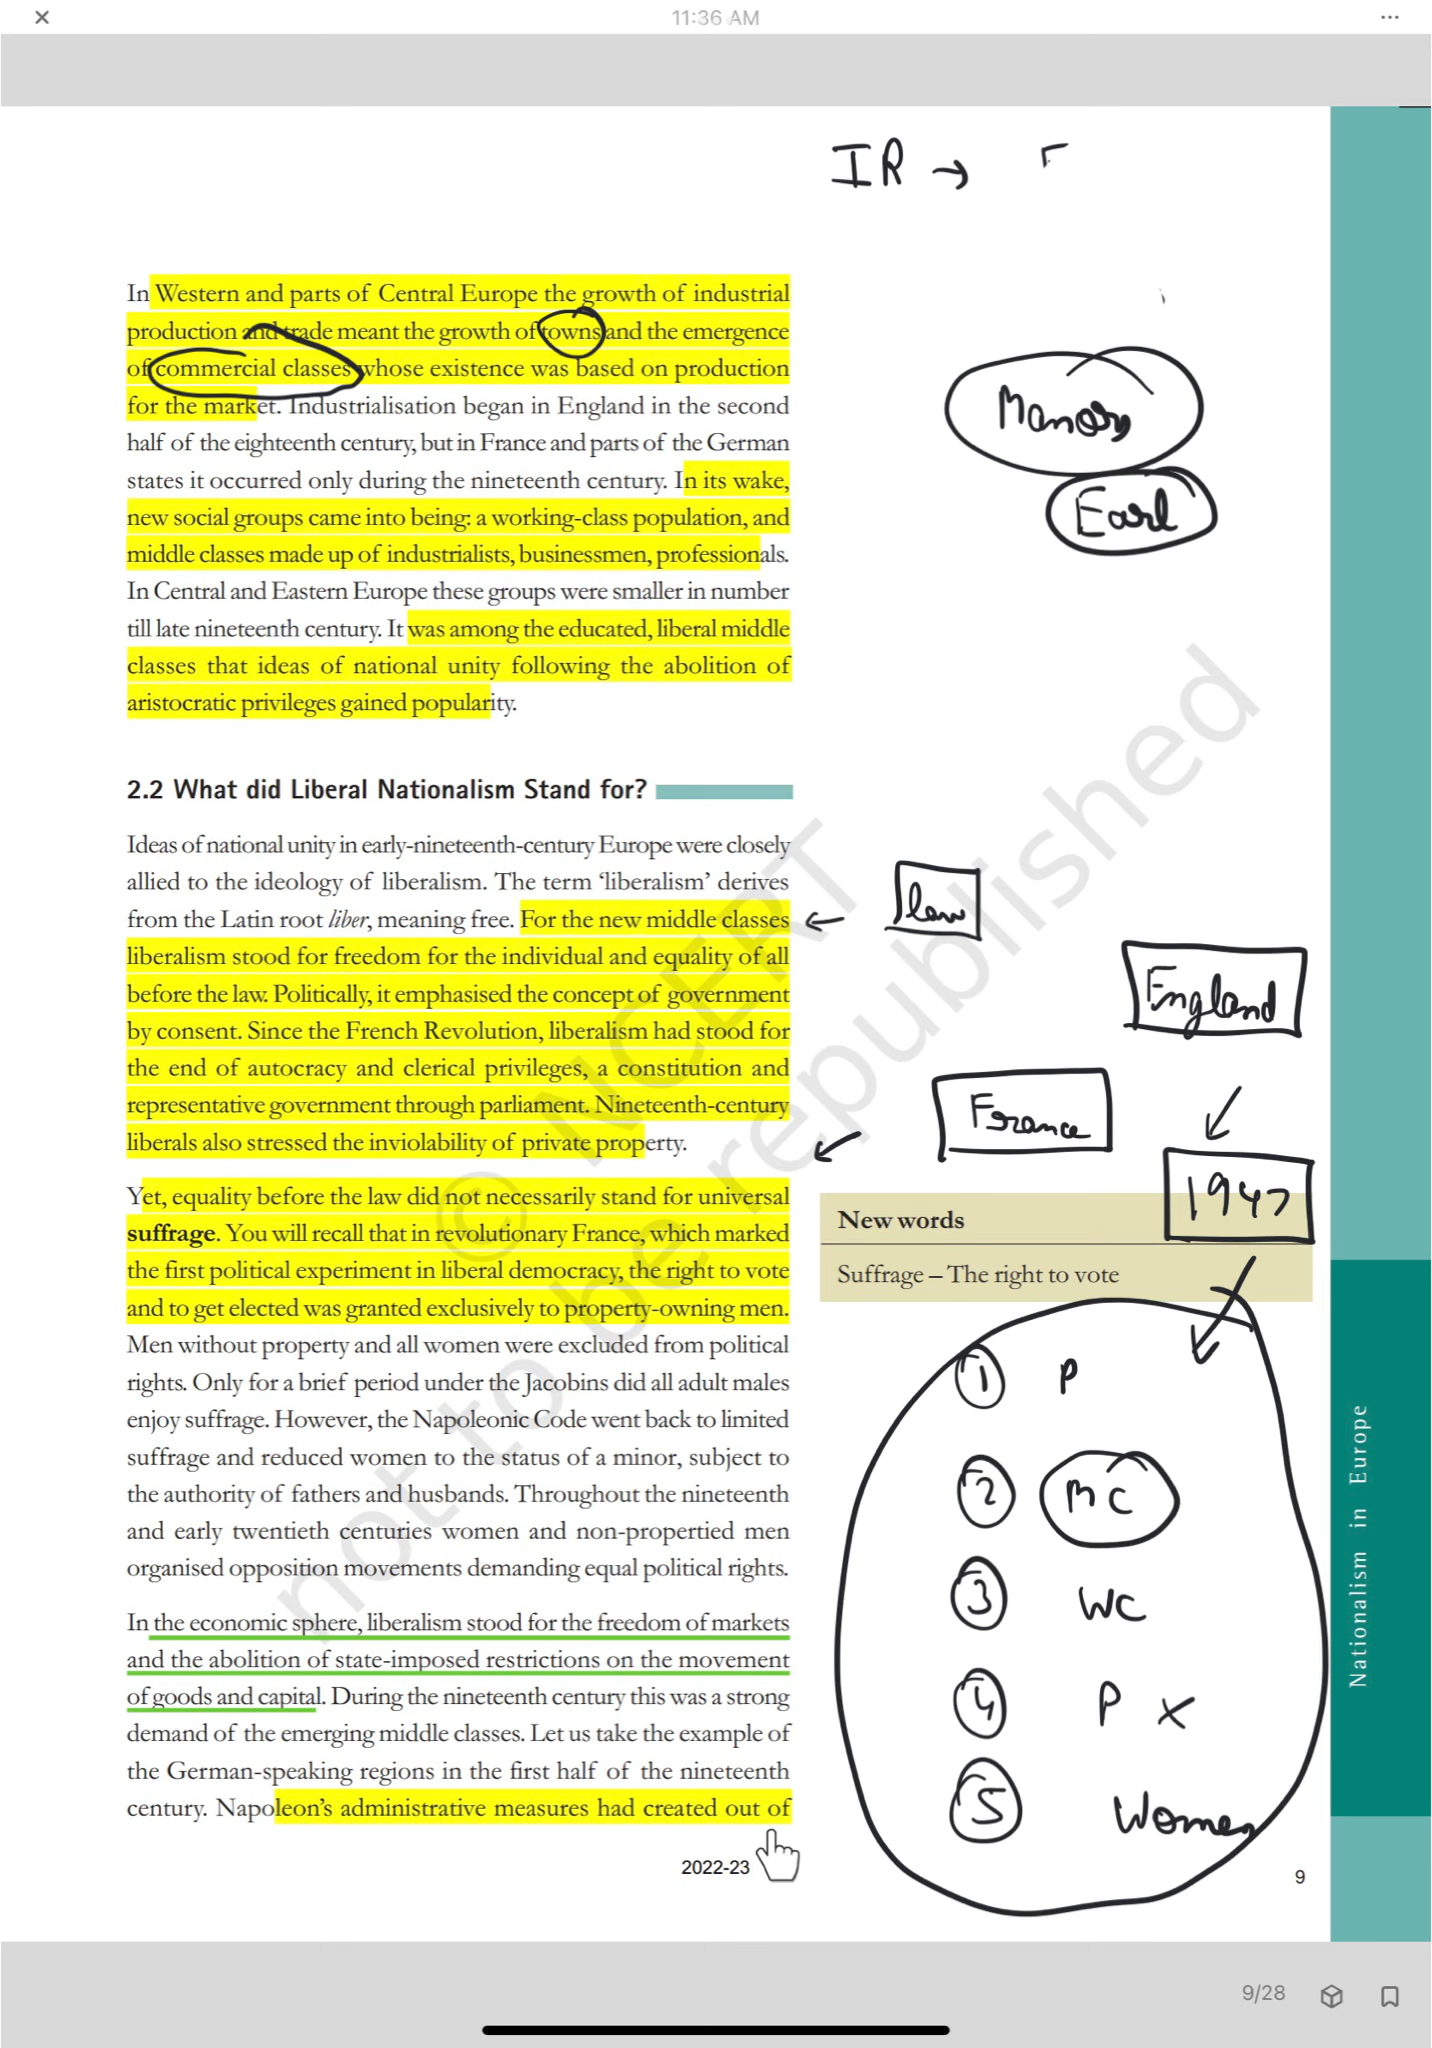 11:36 AM
IR →
In Western and parts of Central Europe the growth of industrial
production and trade meant the growth of towns and the emergence
of commercial classes whose existence was based on production
for the market. Industrialisation began in England in the second
half of the eighteenth century, but in France and parts of the German
states it occurred only during the nineteenth century. In its wake,
new social groups came into being: a working-class population, and
middle classes made up of industrialists, businessmen, professionals.
In Central and Eastern Europe these groups were smaller in number
till late nineteenth century. It was among the educated, liberal middle
classes that ideas of national unity following the abolition of
aristocratic privileges gained popularity.
Earl
2.2 What did Liberal Nationalism Stand for?
Ideas of national unity in early-nineteenth-century Europe were closely
allied to the ideology of liberalism. The term ‘liberalism’ derives
from the Latin root liber, meaning free. For the new middle classes
liberalism stood for freedom for the individual and equality of all
before the law. Politically, it emphasised the concept of government
by consent. Since the French Revolution, liberalism had stood for
the end of autocracy and clerical privileges, a constitution and
representative government through parliament. Nineteenth-century
liberals also stressed the inviolability of private property.
law
England
France
1947
Yet, equality before the law did not necessarily stand for universal
suffrage. You will recall that in revolutionary France, which marked
the first political experiment in liberal democracy, the right to vote
and to get elected was granted exclusively to property-owning men.
Men without property and all women were excluded from political
rights. Only for a brief period under the Jacobins did all adult males
enjoy suffrage. However, the Napoleonic Code went back to limited
suffrage and reduced women to the status of a minor, subject to
the authority of fathers and husbands. Throughout the nineteenth
and early twentieth centuries women and non-propertied men
organised opposition movements demanding equal political rights.
In the economic sphere, liberalism stood for the freedom of markets
and the abolition of state-imposed restrictions on the movement
of goods and capital. During the nineteenth century this was a strong
demand of the emerging middle classes. Let us take the example of
the German-speaking regions in the first half of the nineteenth
century. Napoleon’s administrative measures had created out of
New words
Suffrage – The right to vote
1 P
2 MC
3 WC
4 P X
5 Women
2022-23
9
Nationalism in Europe
© NCERT
not to be republished
9/28